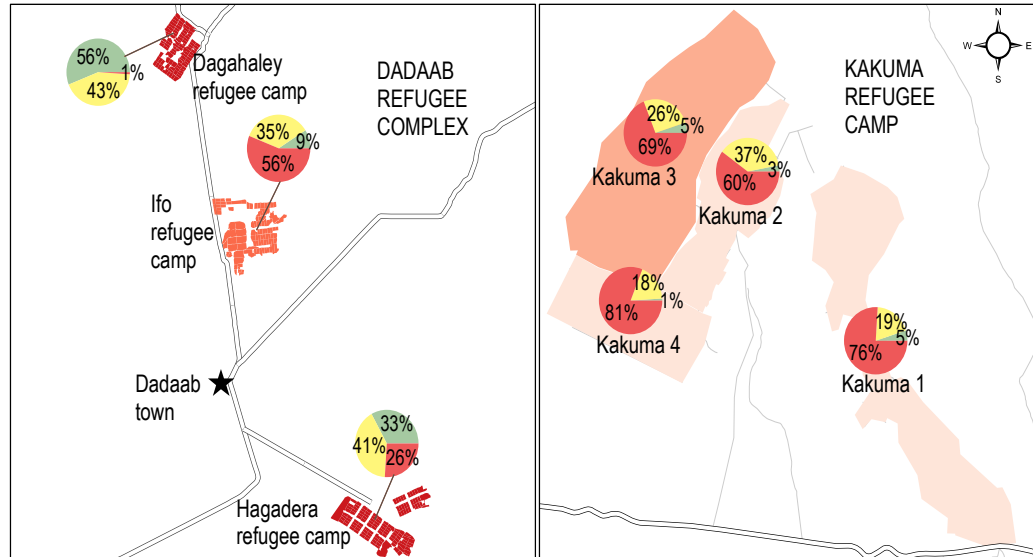 56%
1%
43%
Dagahaley
refugee camp
DADAAB
REFUGEE
COMPLEX
35%
9%
56%
Ifo
refugee
camp
Dadaab
town
33%
41%
26%
Hagadera
refugee camp
N
W
E
S
KAKUMA
REFUGEE
CAMP
26%
5%
69%
Kakuma 3
37%
3%
60%
Kakuma 2
18%
1%
81%
Kakuma 4
19%
5%
76%
Kakuma 1